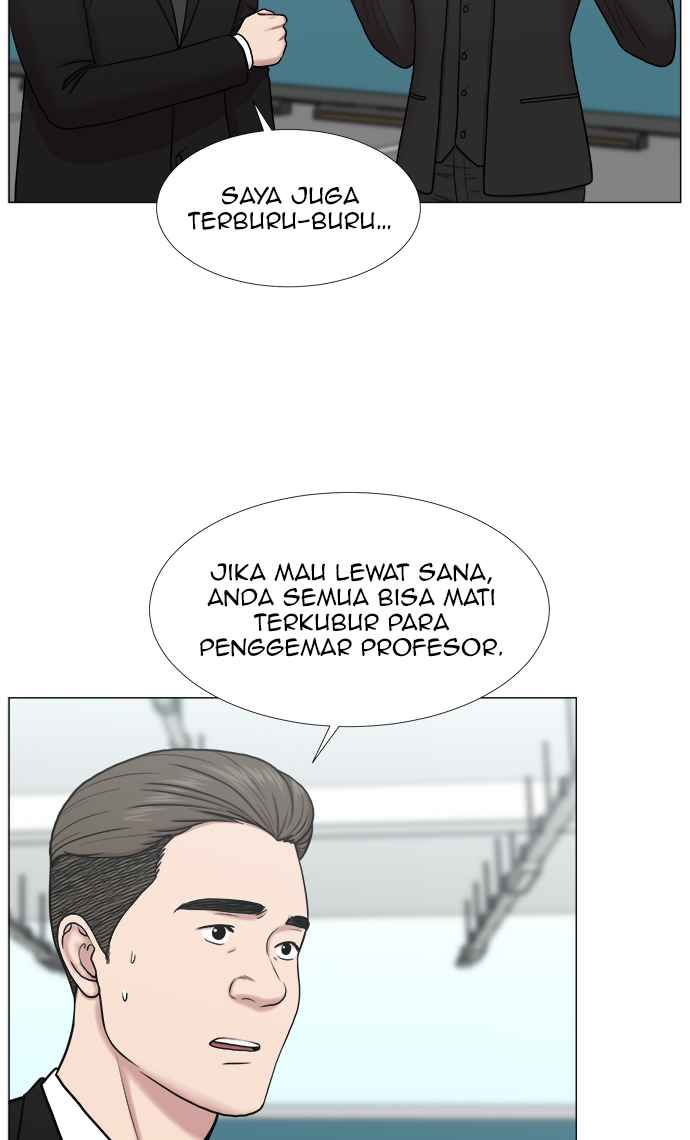 SAYA JUGA
TERBURU-BURU...
JIKA MAU LEWAT SANA,
ANDA SEMUA BISA MATI
TERKUBUR PARA
PENGGEMAR PROFESOR.